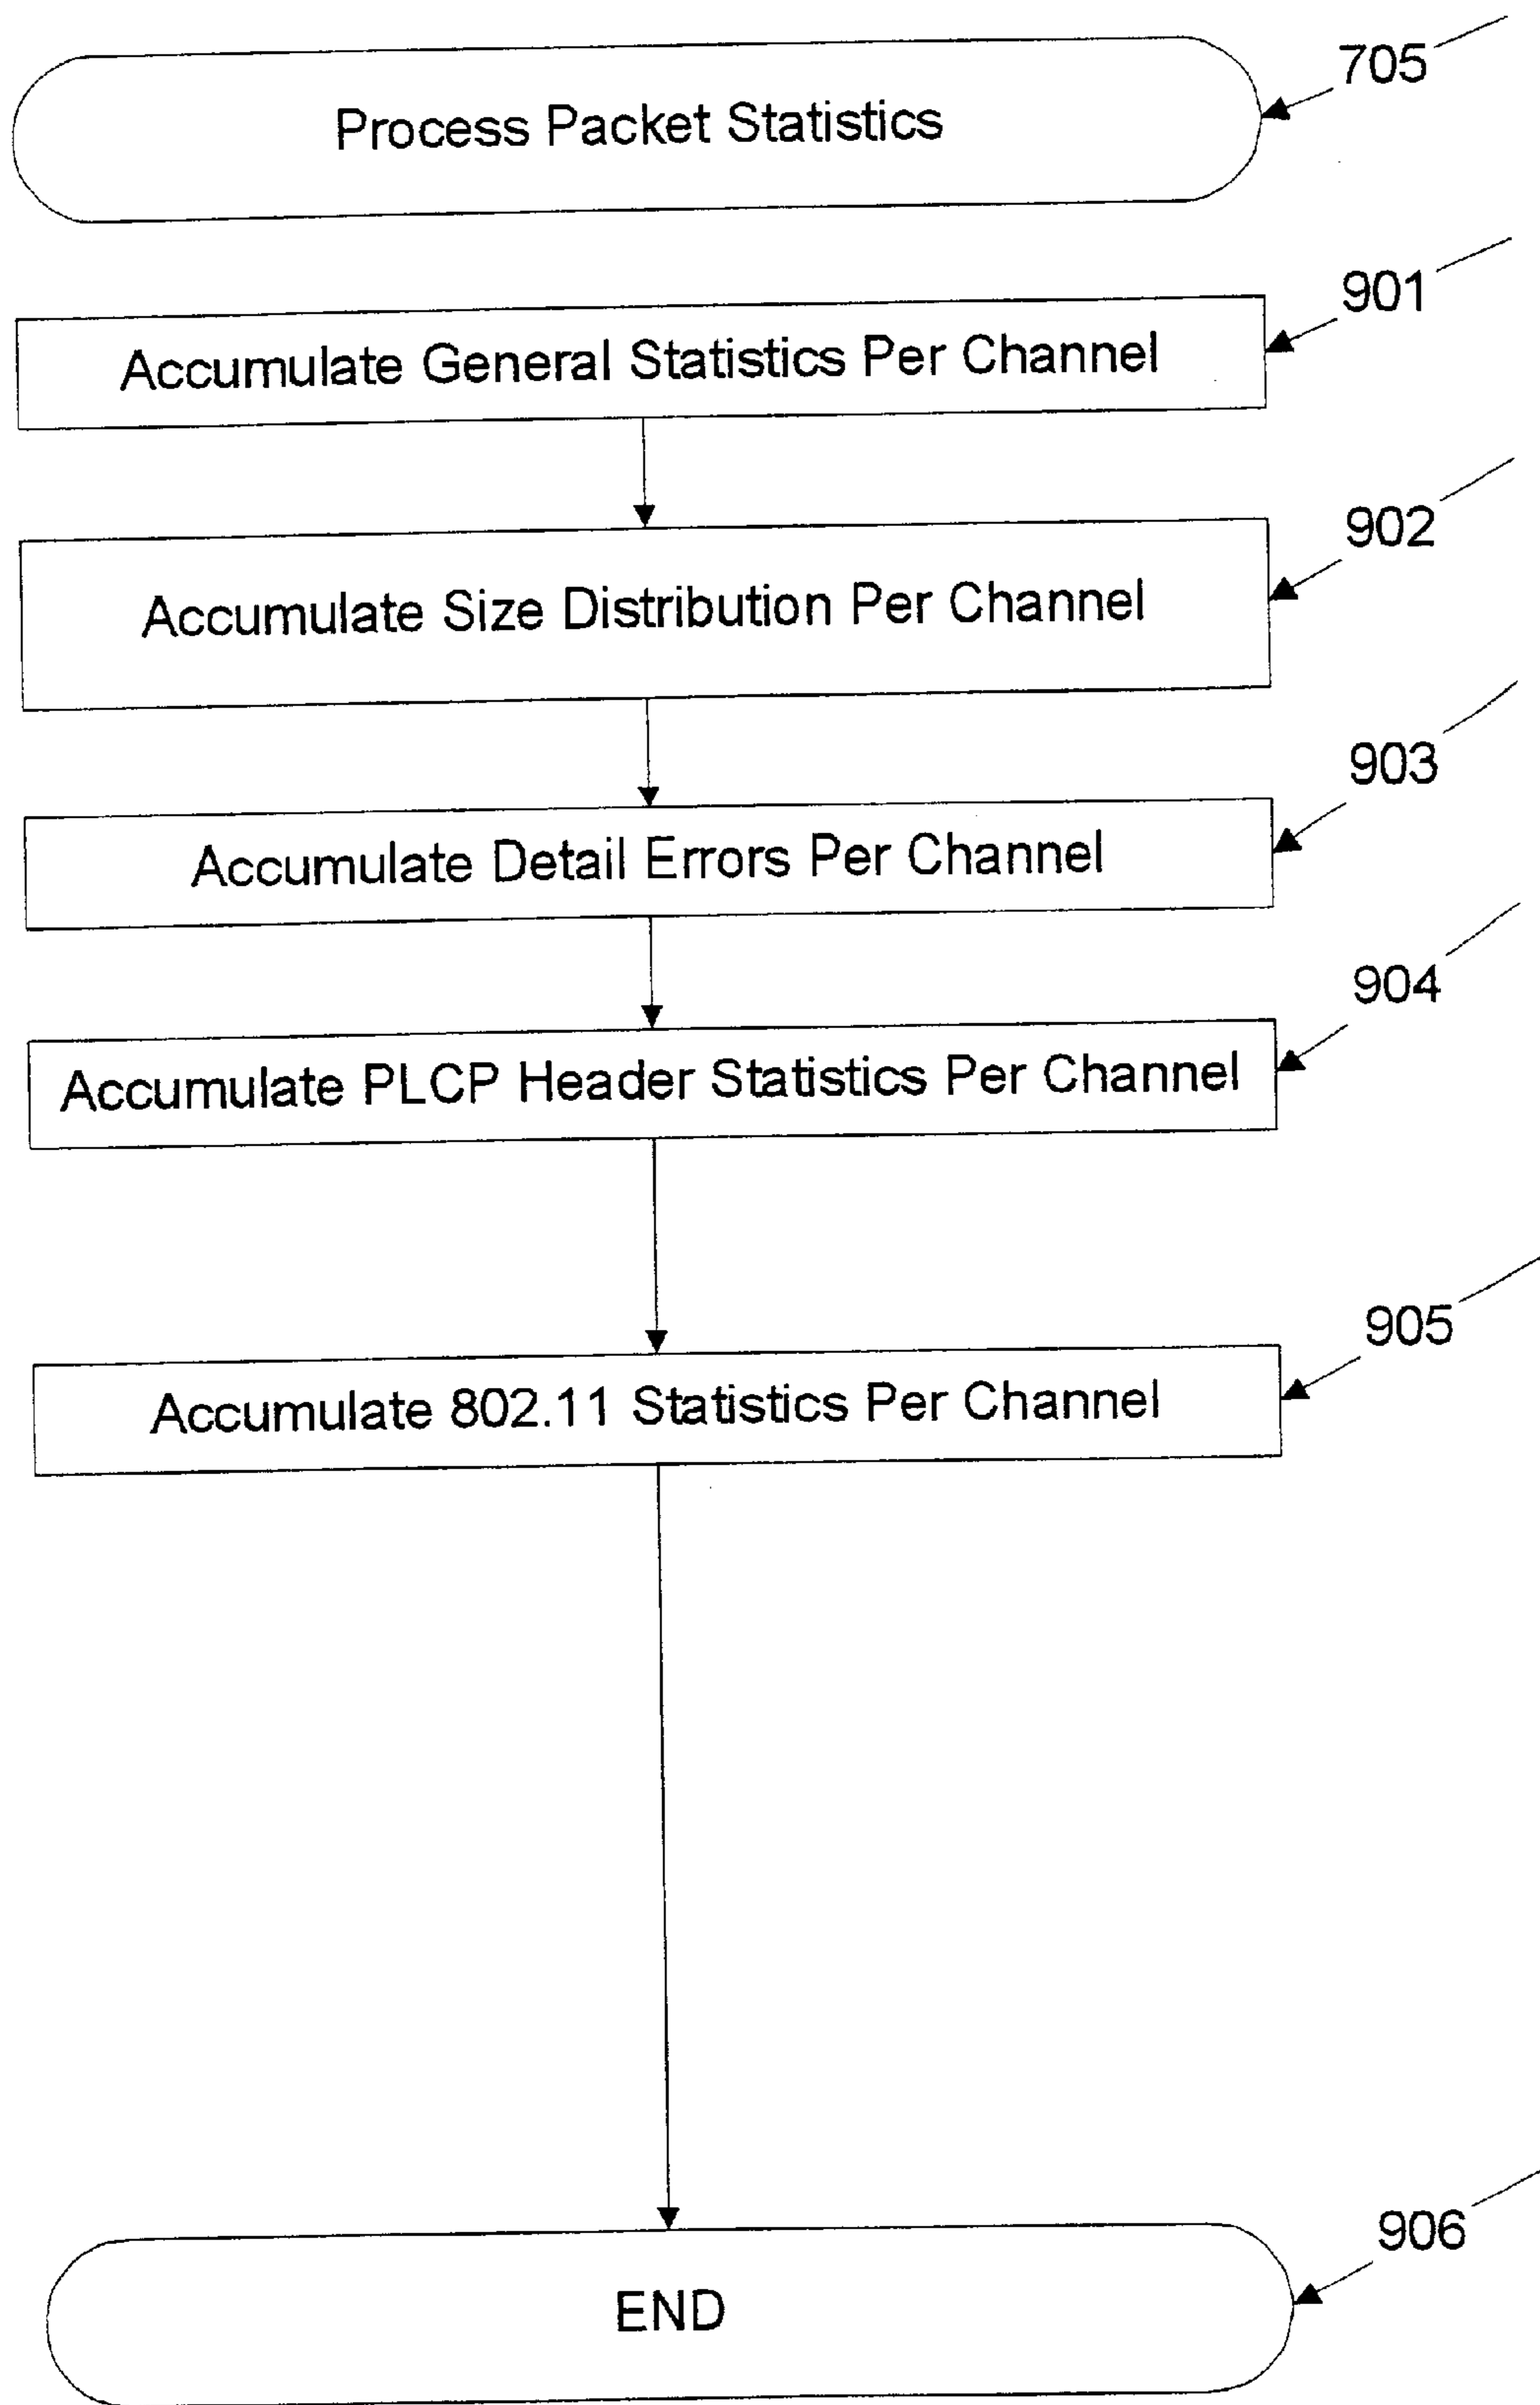 Process Packet Statistics
705
Accumulate General Statistics Per Channel
901
Accumulate Size Distribution Per Channel
902
Accumulate Detail Errors Per Channel
903
Accumulate PLCP Header Statistics Per Channel
904
Accumulate 802.11 Statistics Per Channel
905
END
906